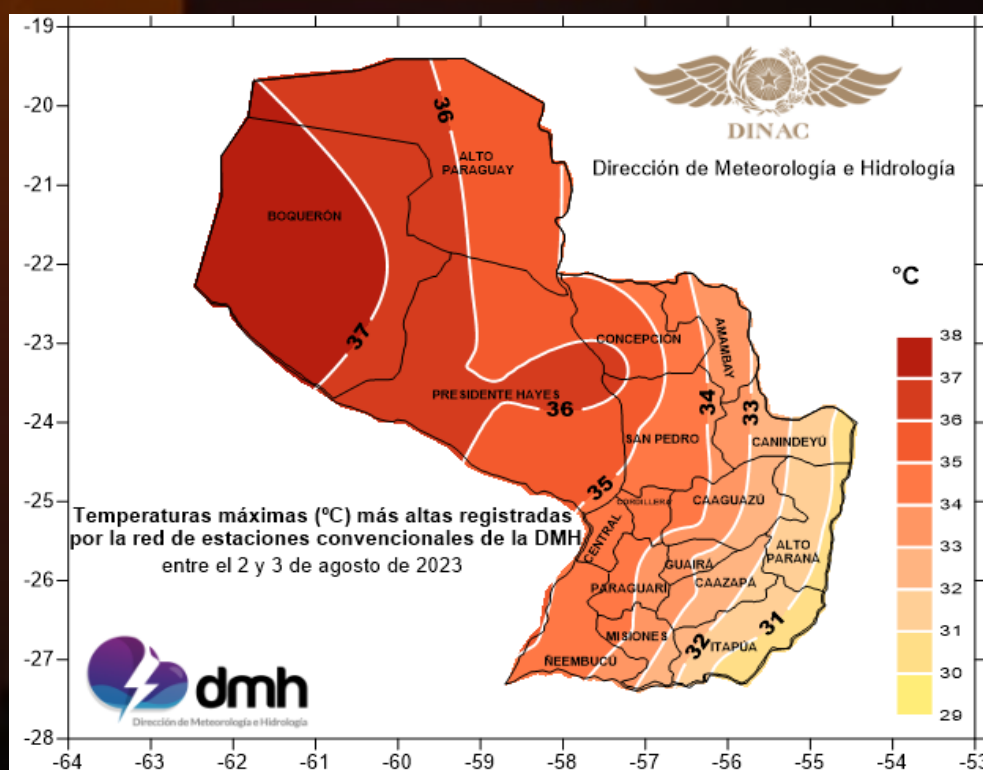 -19
-20
-21
-22
-23
-24
-25
-26
-27
-28
-64
-63
-62
-61
-60
-59
-58
-57
-56
-55
-54
-53
DINAC
Dirección de Meteorología e Hidrología
36
ALTO
PARAGUAY
BOQUERÓN
37
CONCEPCIÓN
AMAMBAY
PRESIDENTE HAYES
36
34
33
SAN PEDRO
CANINDEYÚ
35
CORDILLERA
CAAGUAZÚ
CENTRAL
ALTO
PARANÁ
GUAIRÁ
CAAZAPÁ
PARAGUARÍ
31
MISIONES
32
ITAPÚA
ÑEEMBUCÚ
°C
38
37
36
35
34
33
32
31
30
29
Temperaturas máximas (ºC) más altas registradas
por la red de estaciones convencionales de la DMH
entre el 2 y 3 de agosto de 2023
dmh
Dirección de Meteorología e Hidrología